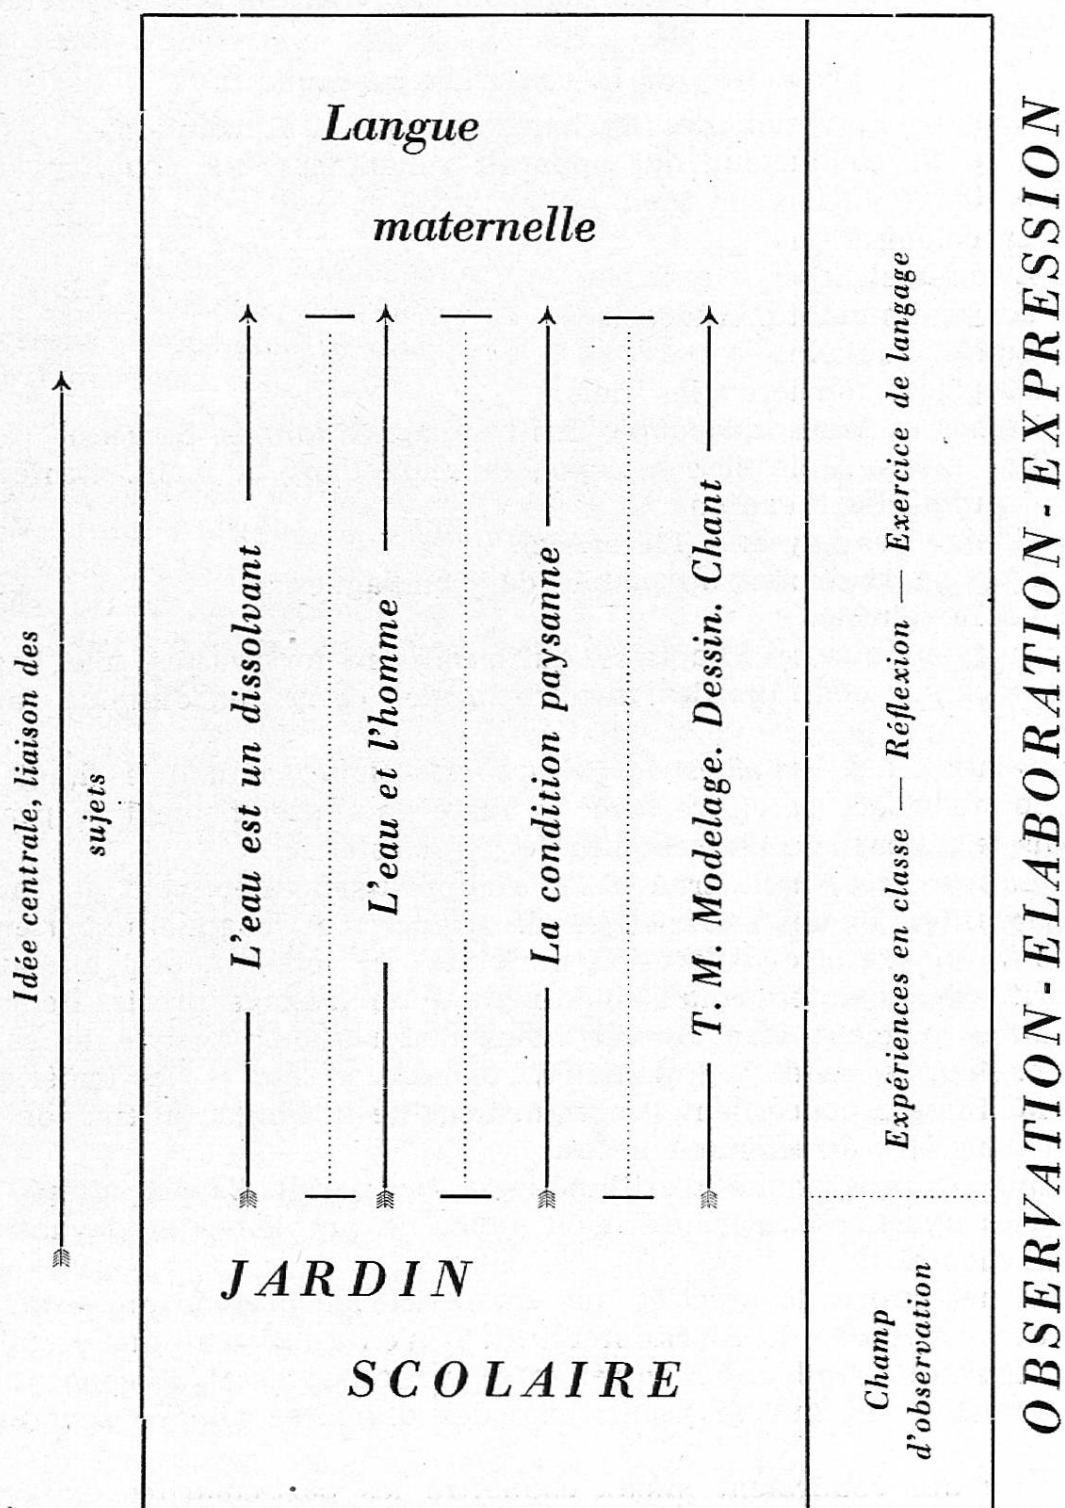 Langue
maternelle
Idée centrale, liaison des
sujets
L'eau est un dissolvant
L'eau et l'homme
La condition paysanne
T. M. Modelage. Dessin. Chant
Expériences en classe — Réflexion — Exercice de langage
OBSERVATION-ELABORATION-EXPRESSION
JARDIN
SCOLAIRE
Champ
d'observation